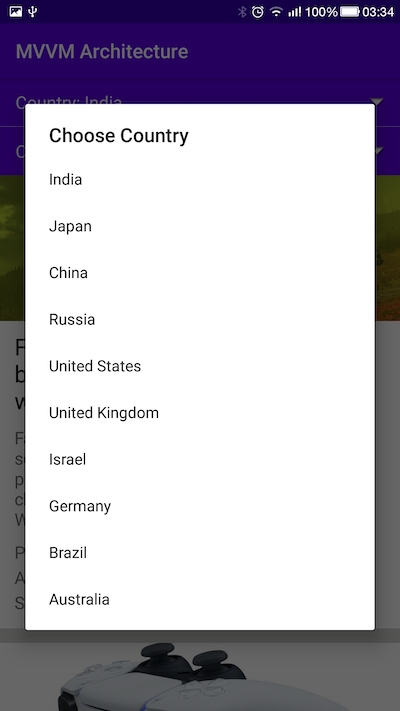 100% 03:34
MVVM Architecture
Country: India
Choose Country
India
Japan
China
Russia
United States
United Kingdom
Israel
Germany
Brazil
Australia